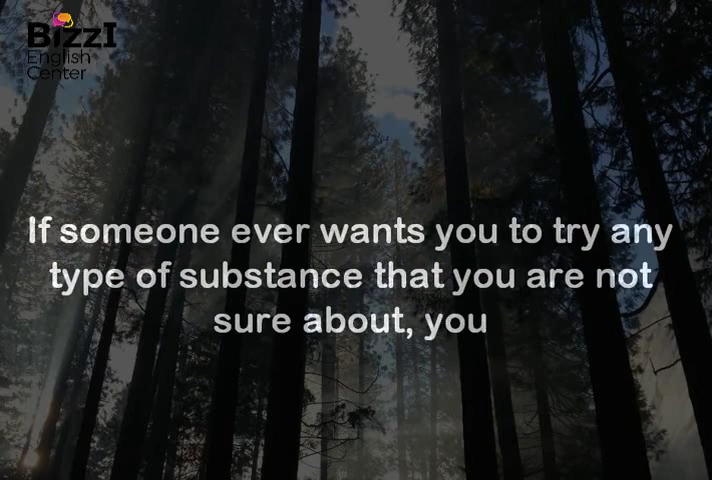 BizzI
English
Center
If someone ever wants you to try any
type of substance that you are not
sure about, you